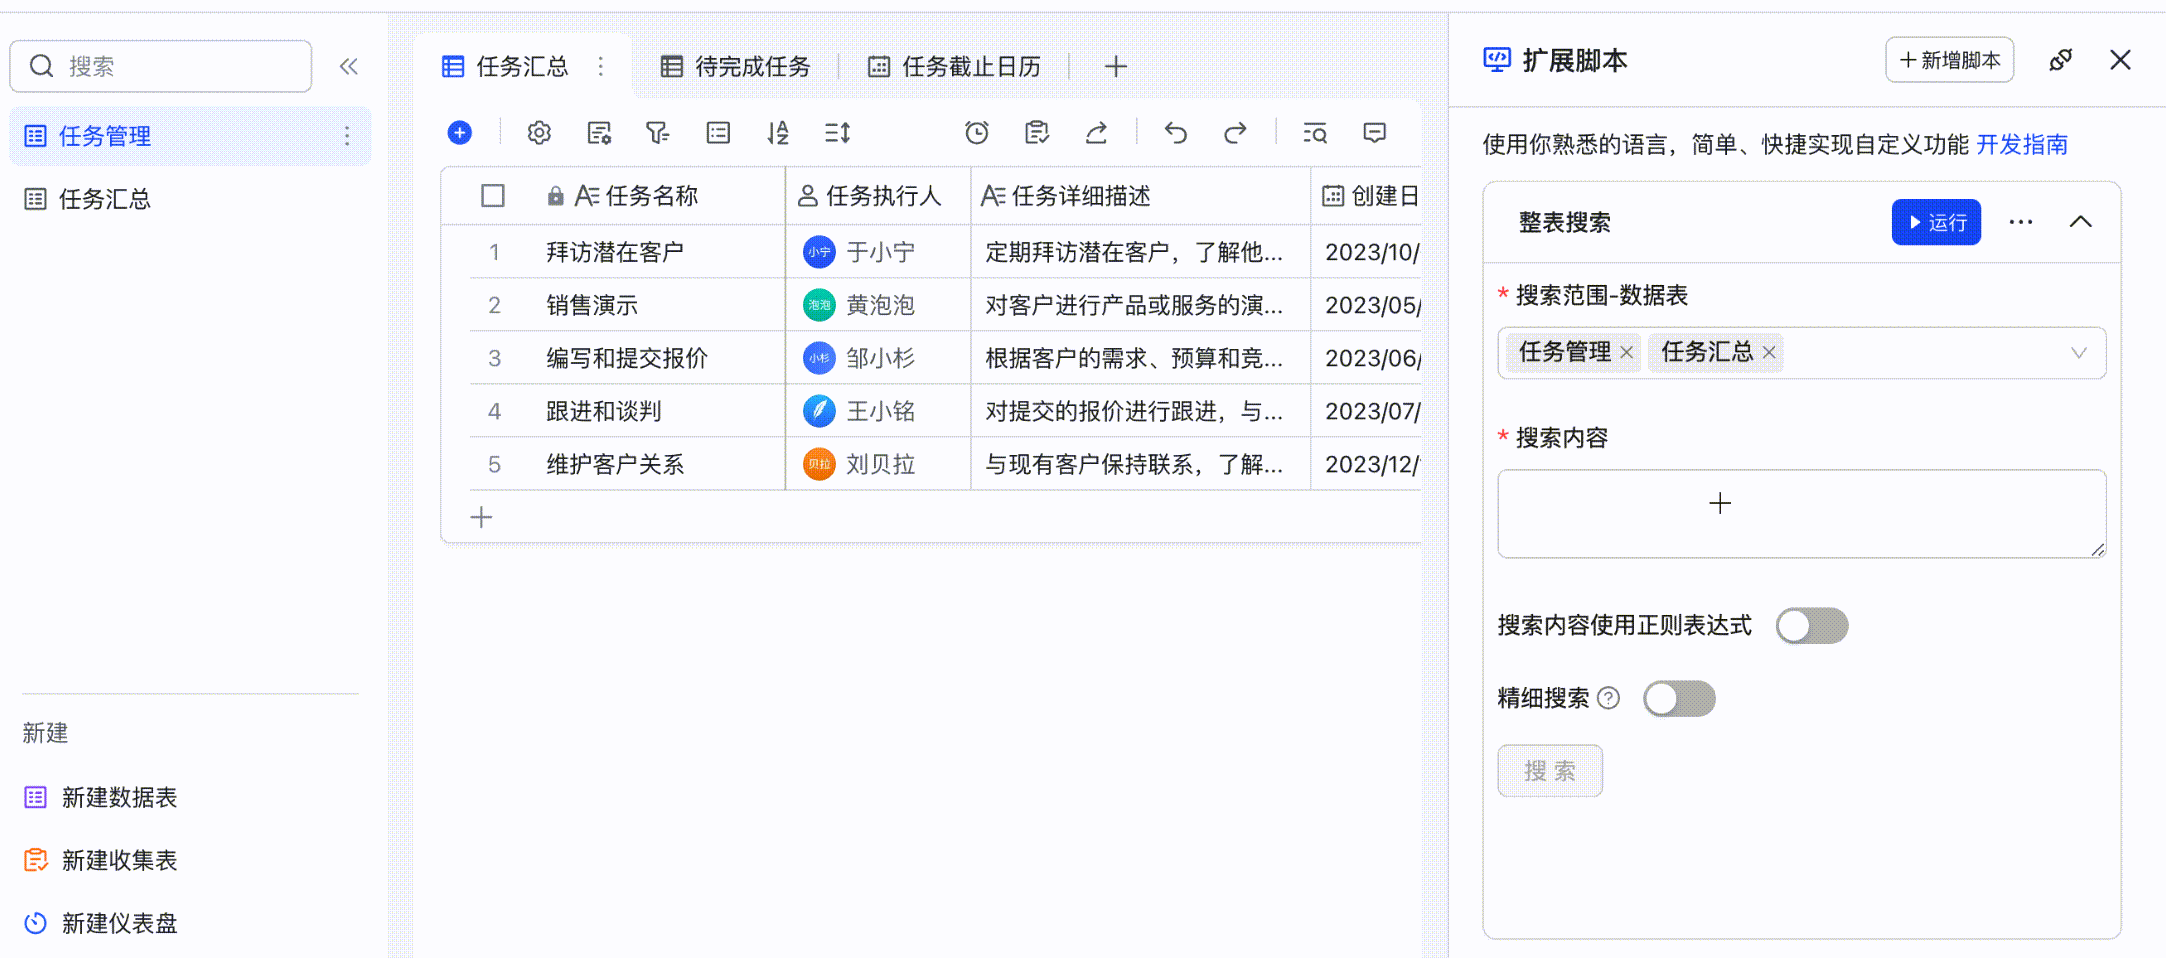 搜索
任务管理
任务汇总
新建
新建数据表
新建收集表
新建仪表盘
任务汇总 待完成任务 任务截止日历
任务名称 任务执行人 任务详细描述 创建日
1 拜访潜在客户 小宁 于小宁 定期拜访潜在客户，了解他... 2023/10/
2 销售演示 泡泡 黄泡泡 对客户进行产品或服务的演... 2023/05/
3 编写和提交报价 小杉 邹小杉 根据客户的需求、预算和竞... 2023/06/
4 跟进和谈判 王小铭 对提交的报价进行跟进，与... 2023/07/
5 维护客户关系 贝拉 刘贝拉 与现有客户保持联系，了解... 2023/12/
扩展脚本 新增脚本
使用你熟悉的语言，简单、快捷实现自定义功能 开发指南
整表搜索 运行
* 搜索范围-数据表
任务管理 任务汇总
* 搜索内容
搜索内容使用正则表达式
精细搜索
搜索